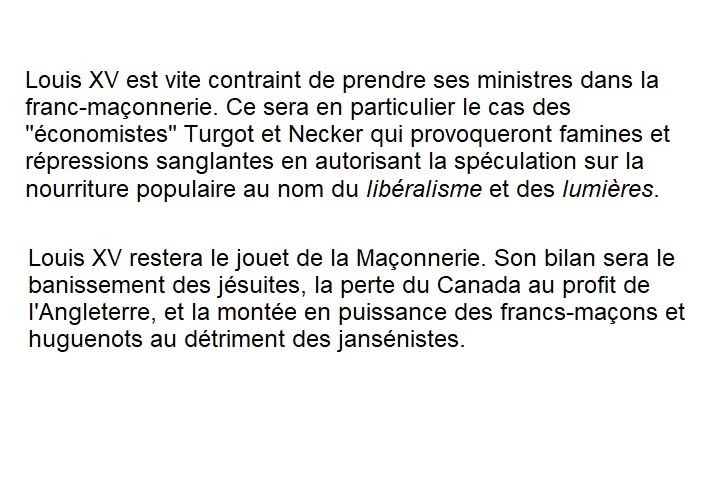 Louis XV est vite contraint de prendre ses ministres dans la
franc-maçonnerie. Ce sera en particulier le cas des
"économistes" Turgot et Necker qui provoqueront famines et
répressions sanglantes en autorisant la spéculation sur la
nourriture populaire au nom du libéralisme et des lumières.
Louis XV restera le jouet de la Maçonnerie. Son bilan sera le
banissement des jésuites, la perte du Canada au profit de
l'Angleterre, et la montée en puissance des francs-maçons et
huguenots au détriment des jansénistes.